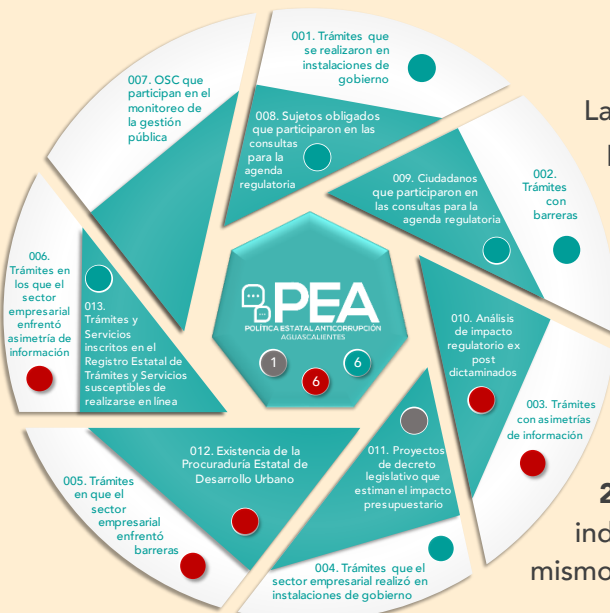 001. Trámites que
se realizaron en
instalaciones de
gobierno
007. OSC que
participan en el
monitoreo de
la gestión
pública
008. Sujetos obligados
que participaron en las
consultas
para la
agenda
regulatoria
009. Ciudadanos
que participaron en
las consultas para la
agenda regulatoria
002.
Trámites
con
barreras
006.
Trámites en
los que el
sector
empresarial
enfrentó
asimetría de
información
013.
Trámites y
Servicios
inscritos en el
Registro Estatal de
Trámites y Servicios
susceptibles de
realizarse en línea
PEA
POLÍTICA ESTATAL ANTICORRUPCIÓN
AGUASCALIENTES
1
6
6
010. Análisis
de impacto
regulatorio ex
post
dictaminados
003. Trámites
con asimetrías
de información
012. Existencia de la
Procuraduría Estatal de
Desarrollo Urbano
011. Proyectos
de decreto
legislativo que
estiman el impacto
presupuestario
005. Trámites
en que el
sector
empresarial
enfrentó
barreras
004. Trámites que el
sector empresarial realizó en
instalaciones de gobierno
La
2
ind
mismo